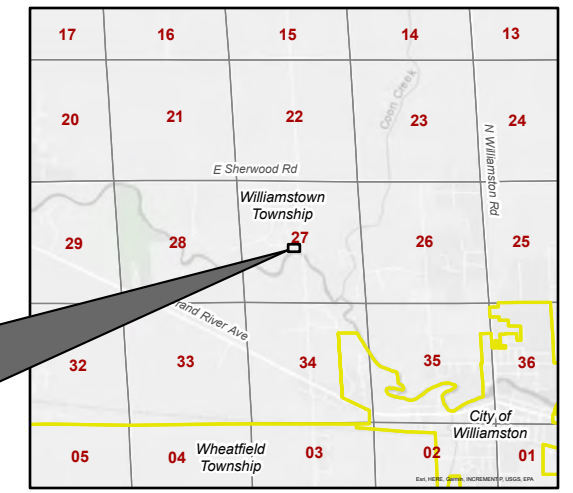 17 16 15 14 13
Coon Creek
20 21 22 23 24
N Williamston Rd
E Sherwood Rd
Williamstown
Township
29 28 27 26 25
rand River Ave
32 33 34 35 36
City of
Williamston
05 04 Wheatfield
Township
03 02 01
Esri, HERE, Garmin, INCREMENT P, USGS, EPA